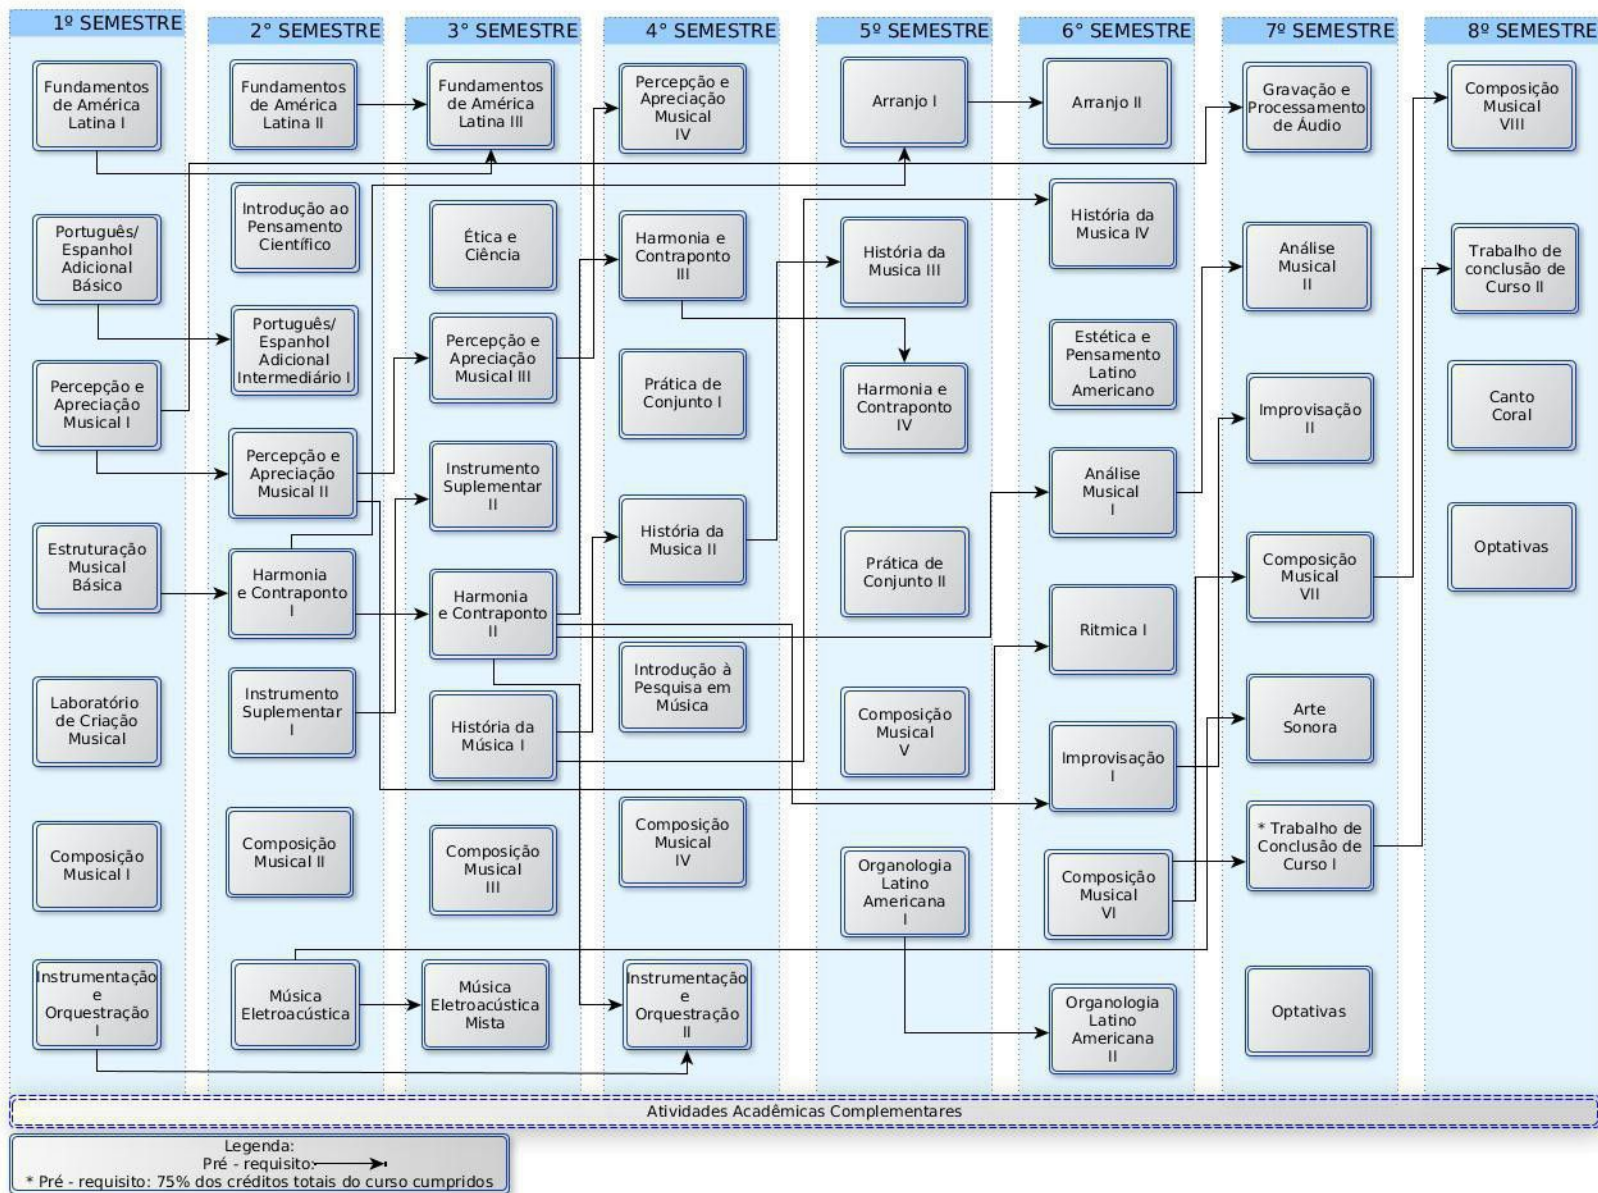 1º SEMESTRE
Fundamentos
de América
Latina I
Português/
Espanhol
Adicional
Básico
Percepção e
Apreciação
Musical I
Estruturação
Musical
Básica
Laboratório
de Criação
Musical
Composição
Musical I
Instrumentação
e
Orquestração
I
2° SEMESTRE
Fundamentos
de América
Latina II
Introdução ao
Pensamento
Científico
Português/
Espanhol
Adicional
Intermediário I
Percepção e
Apreciação
Musical II
Harmonia
e Contraponto
I
Instrumento
Suplementar
I
Composição
Musical II
Música
Eletroacústica
3° SEMESTRE
Fundamentos
de América
Latina III
Ética e
Ciência
Percepção e
Apreciação
Musical III
Instrumento
Suplementar
II
Harmonia
e Contraponto
II
História da
Música I
Composição
Musical
III
Música
Eletroacústica
Mista
4° SEMESTRE
Percepção e
Apreciação
Musical
IV
Harmonia e
Contraponto
III
Prática de
Conjunto I
História da
Musica II
Introdução à
Pesquisa em
Música
Composição
Musical
IV
Instrumentação
e
Orquestração
II
5º SEMESTRE
Arranjo I
História da
Musica III
Harmonia e
Contraponto
IV
Prática de
Conjunto II
Composição
Musical
V
Organologia
Latino
Americana
I
6° SEMESTRE
Arranjo II
História da
Musica IV
Estética e
Pensamento
Latino
Americano
Análise
Musical
I
Ritmica I
Improvisação
I
Composição
Musical
VI
Organologia
Latino
Americana
II
7º SEMESTRE
Gravação e
Processamento
de Áudio
Análise
Musical
II
Improvisação
II
Composição
Musical
VII
Arte
Sonora
* Trabalho de
Conclusão de
Curso I
Optativas
8º SEMESTRE
Composição
Musical
VIII
Trabalho de
conclusão de
Curso II
Canto
Coral
Optativas
Atividades Acadêmicas Complementares
Legenda:
Pré - requisito:
* Pré - requisito: 75% dos créditos totais do curso cumpridos